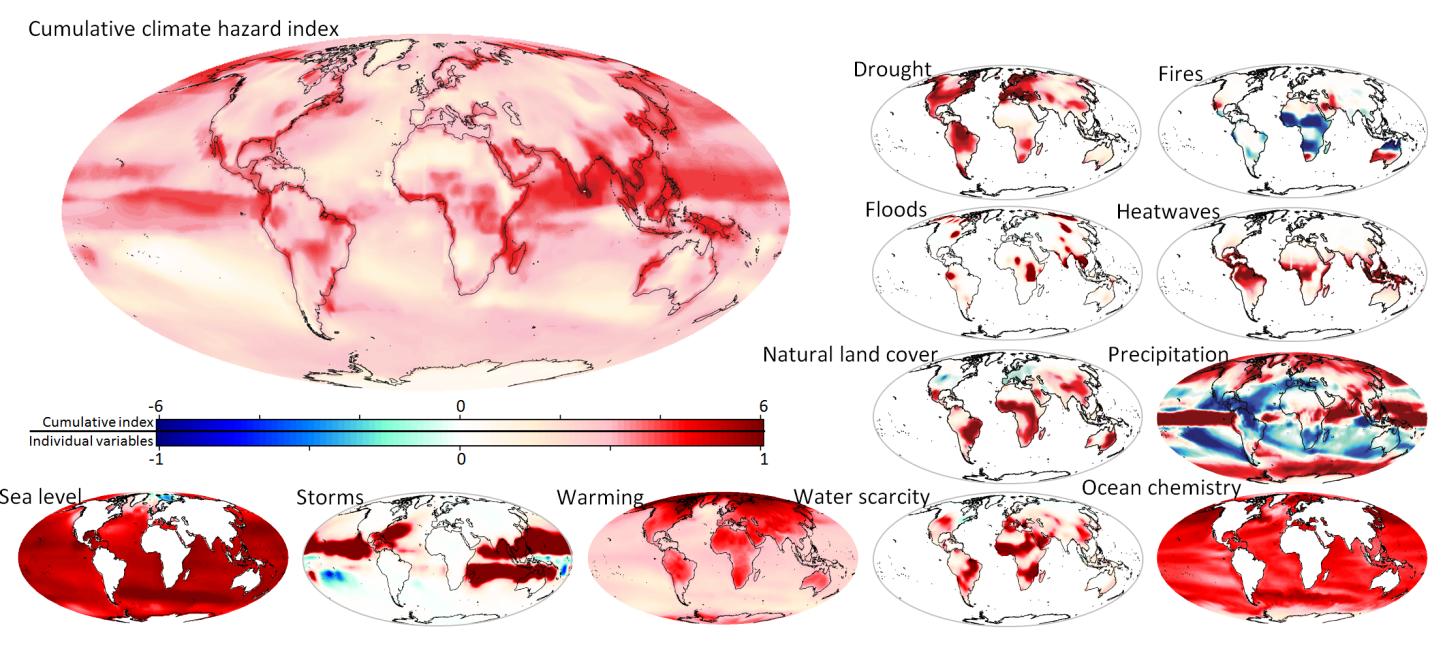 Cumulative climate hazard index
Drought
Fires
Floods
Heatwaves
Natural land cover
Precipitation
-6 0 6
Cumulative index
Individual variables
-1 0 1
Sea level
Storms
Warming
Water scarcity
Ocean chemistry